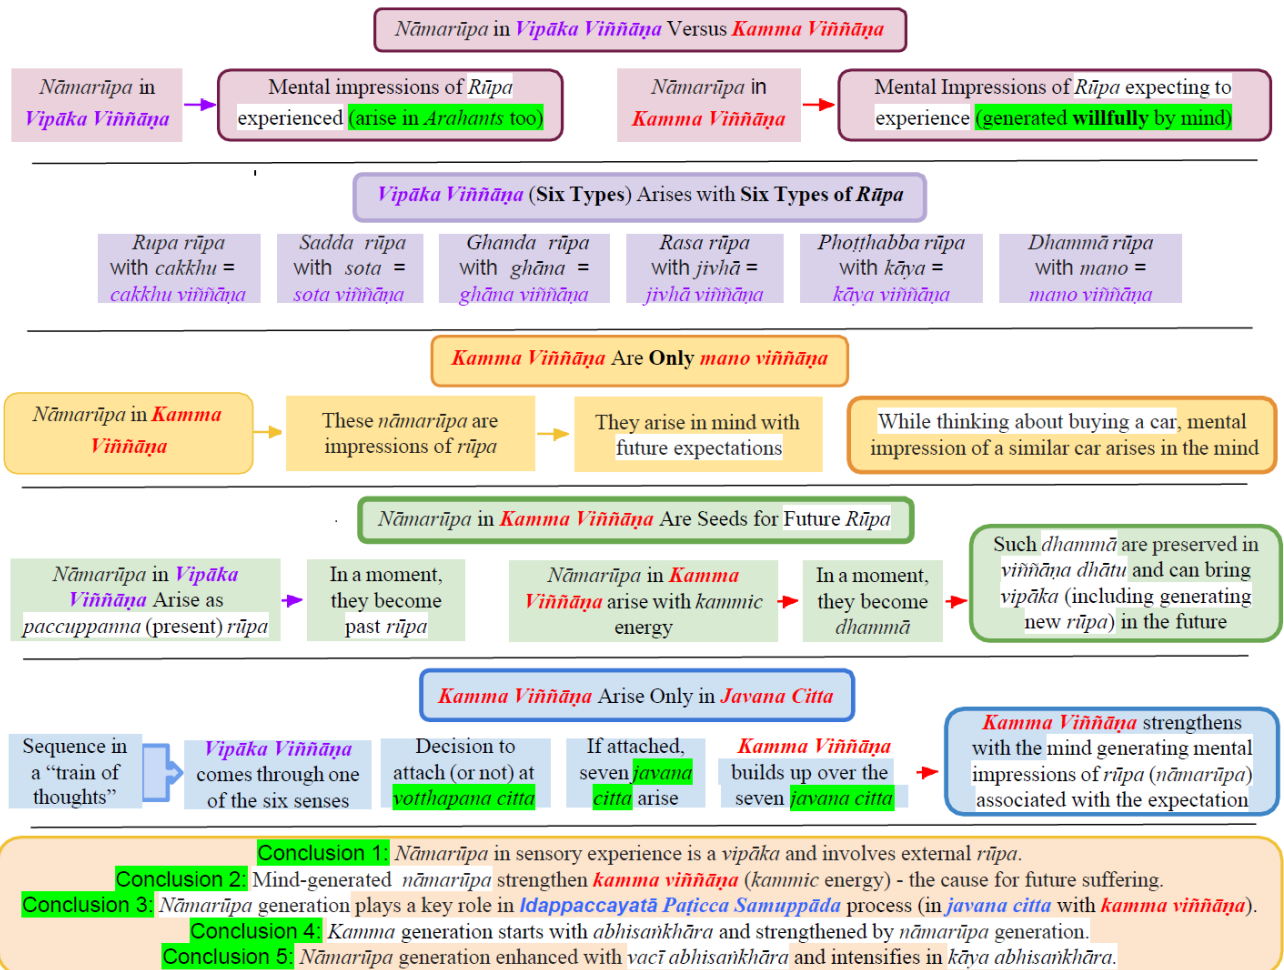 Nāmarūpa in Vipāka Viññāṇa Versus Kamma Viññāṇa
Nāmarūpa in
Vipāka Viññāṇa
Mental impressions of Rūpa
experienced (arise in Arahants too)
Nāmarūpa in
Kamma Viññāṇa
Mental Impressions of Rūpa expecting to
experience (generated willfully by mind)
Vipāka Viññāṇa (Six Types) Arises with Six Types of Rūpa
Rupa rūpa
with cakkhu =
cakkhu viññāṇa
Sadda rūpa
with sota =
sota viññāṇa
Ghanda rūpa
with ghāna =
ghāna viññāṇa
Rasa rūpa
with jivhā =
jivhā viññāṇa
Phoṭṭhabba rūpa
with kāya =
kāya viññāṇa
Dhammā rūpa
with mano =
mano viññāṇa
Kamma Viññāṇa Are Only mano viññāṇa
Nāmarūpa in Kamma
Viññāṇa
These nāmarūpa are
impressions of rūpa
They arise in mind with
future expectations
While thinking about buying a car, mental
impression of a similar car arises in the mind
Nāmarūpa in Kamma Viññāṇa Are Seeds for Future Rūpa
Nāmarūpa in Vipāka
Viññāṇa Arise as
paccuppanna (present) rūpa
In a moment,
they become
past rūpa
Nāmarūpa in Kamma
Viññāṇa arise with kammic
energy
In a moment,
they become
dhammā
Such dhammā are preserved in
viññāṇa dhātu and can bring
vipāka (including generating
new rūpa) in the future
Kamma Viññāṇa Arise Only in Javana Citta
Sequence in
a “train of
thoughts”
Vipāka Viññāṇa
comes through one
of the six senses
Decision to
attach (or not) at
votthapana citta
If attached,
seven javana
citta arise
Kamma Viññāṇa
builds up over the
seven javana citta
Kamma Viññāṇa strengthens
with the mind generating mental
impressions of rūpa (nāmarūpa)
associated with the expectation
Conclusion 1: Nāmarūpa in sensory experience is a vipāka and involves external rūpa.
Conclusion 2: Mind-generated nāmarūpa strengthen kamma viññāṇa (kammic energy) - the cause for future suffering.
Conclusion 3: Nāmarūpa generation plays a key role in Idappaccayatā Paṭicca Samuppāda process (in javana citta with kamma viññāṇa).
Conclusion 4: Kamma generation starts with abhisaṅkhāra and strengthened by nāmarūpa generation.
Conclusion 5: Nāmarūpa generation enhanced with vacī abhisaṅkhāra and intensifies in kāya abhisaṅkhāra.